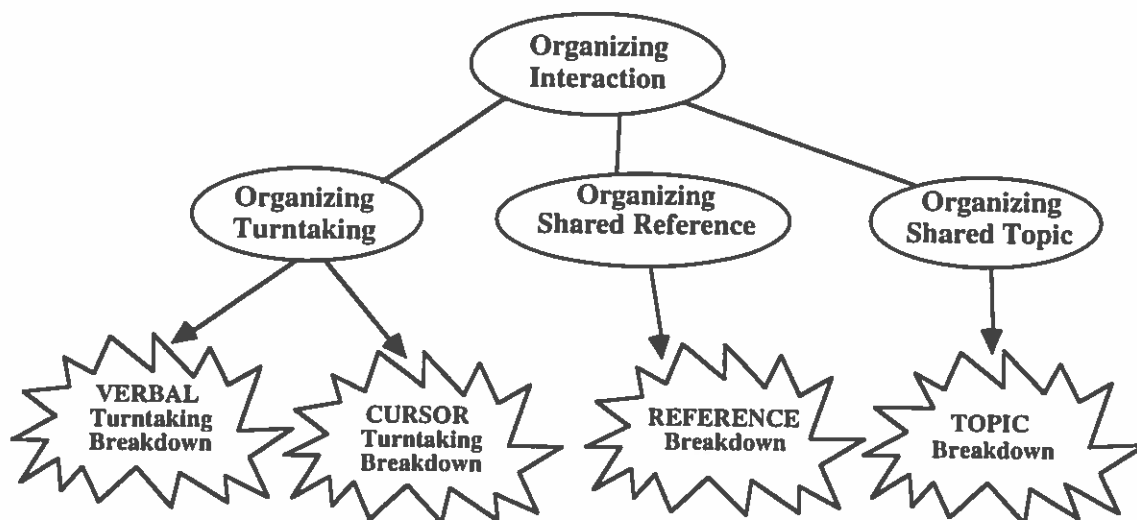 Organizing
Interaction
Organizing
Turntaking
Organizing
Shared Reference
Organizing
Shared Topic
VERBAL
Turntaking
Breakdown
CURSOR
Turntaking
Breakdown
REFERENCE
Breakdown
TOPIC
Breakdown